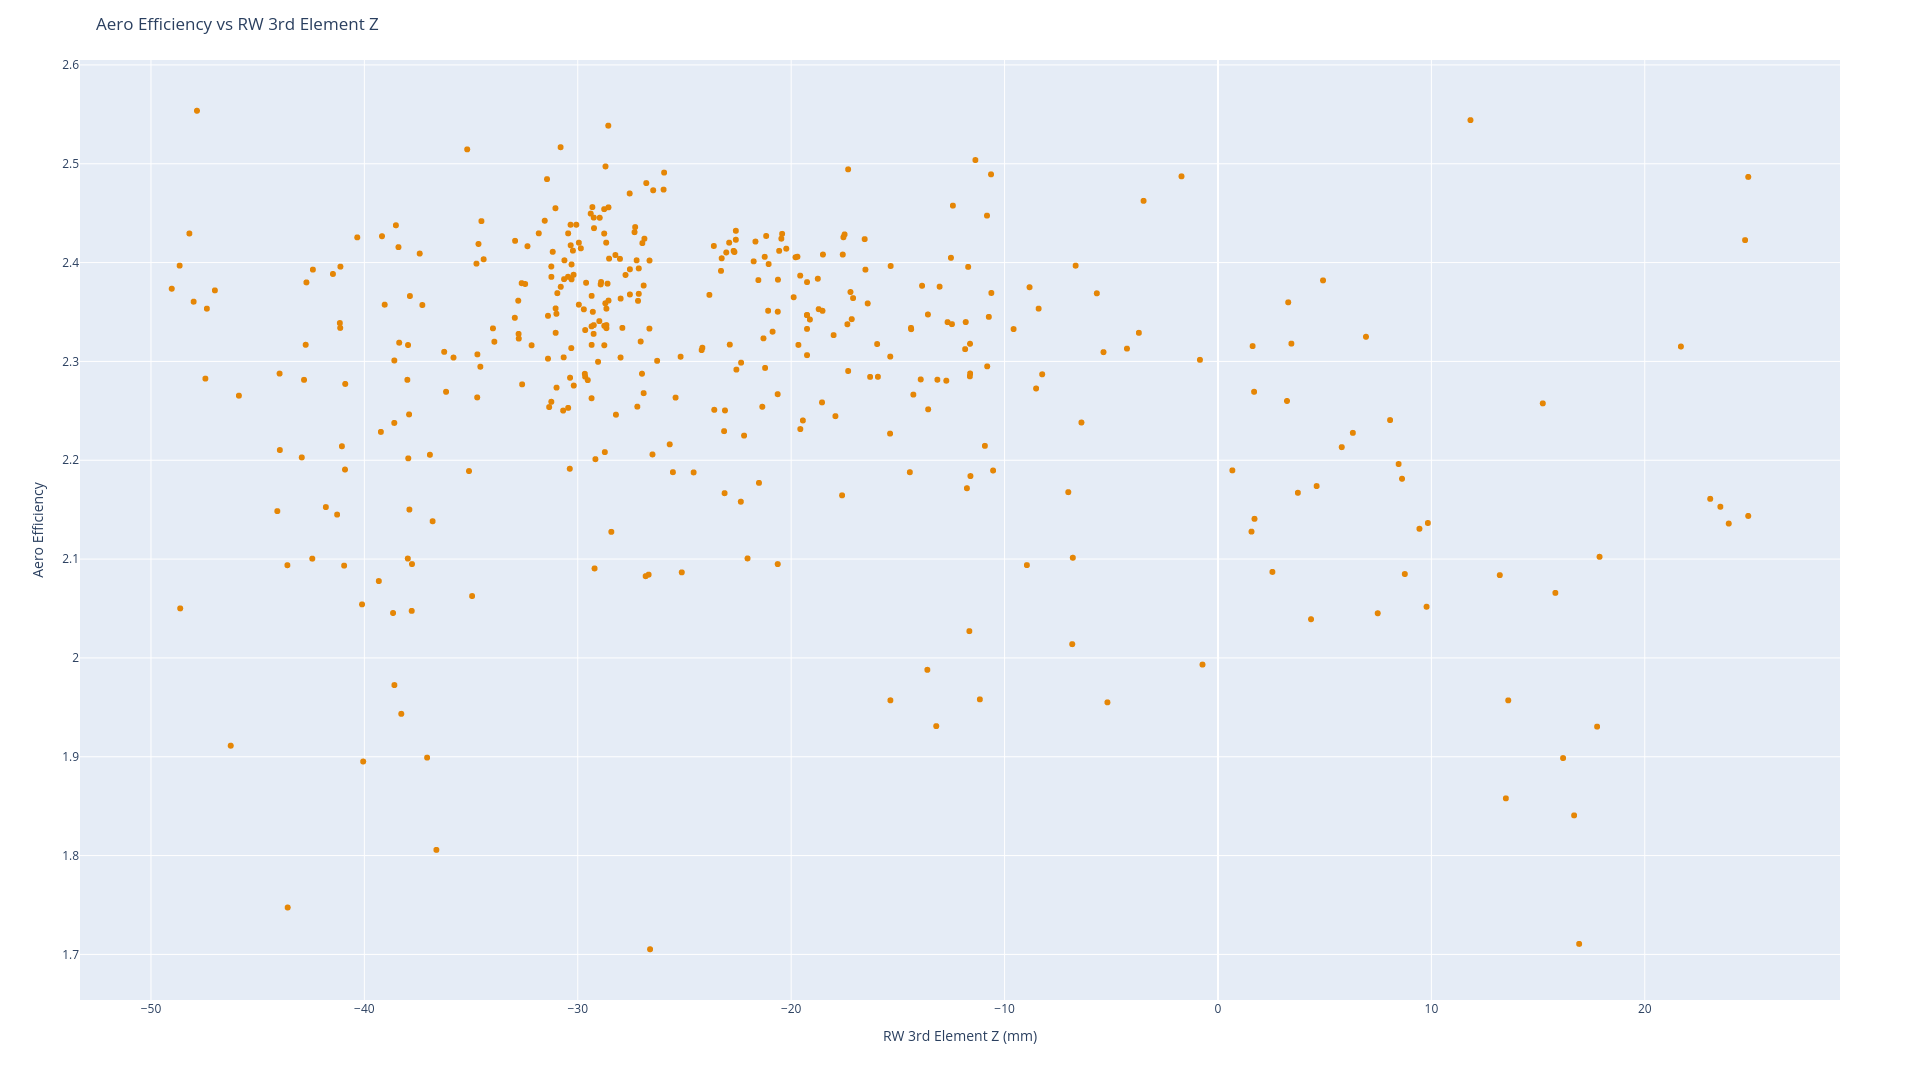 Aero Efficiency vs RW 3rd Element Z
2.6
2.5
2.4
2.3
2.2
2.1
2
1.9
1.8
1.7
Aero Efficiency
−50 −40 −30 −20 −10 0 10 20
RW 3rd Element Z (mm)